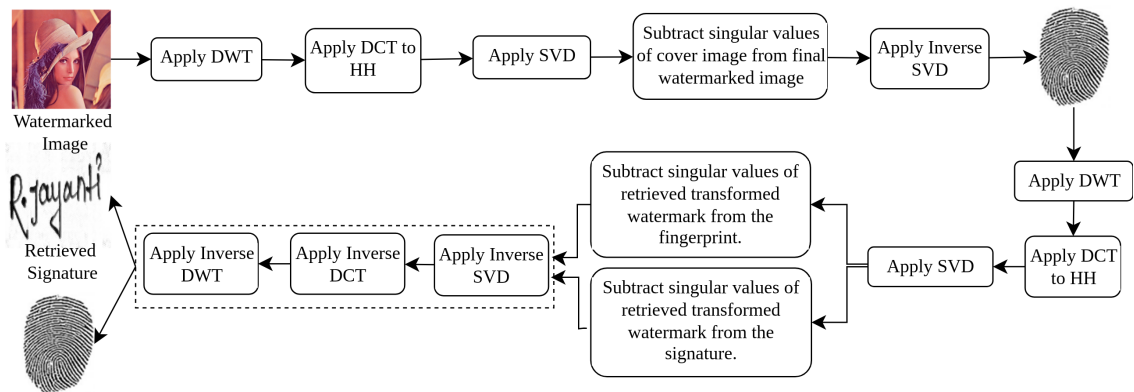 Watermarked
Image
Apply DWT
Apply DCT to
HH
Apply SVD
Subtract singular values
of cover image from final
watermarked image
Apply Inverse
SVD
Apply DWT
Apply DCT
to HH
Apply SVD
Subtract singular values of
retrieved transformed
watermark from the
fingerprint.
Subtract singular values of
retrieved transformed
watermark from the
signature.
Apply Inverse
SVD
Apply Inverse
DCT
Apply Inverse
DWT
R.Jayanti
Retrieved
Signature